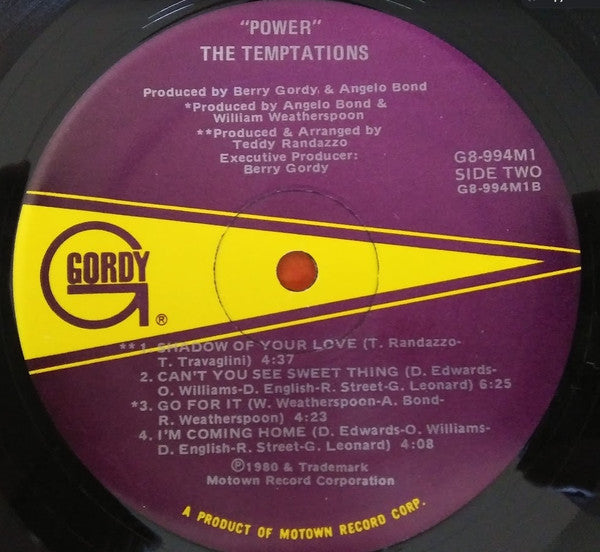 "POWER"
THE TEMPTATIONS
Produced by Berry Gordy & Angelo Bond
*Produced by Angelo Bond &
William Weatherspoon
**Produced & Arranged by
Teddy Randazzo
Executive Producer:
Berry Gordy
G8-994M1
SIDE TWO
G8-994M1B
GORDY
®
**1. SHADOW OF YOUR LOVE (T. Randazzo-
T. Travaglini) 4:37
2. CAN'T YOU SEE SWEET THING (D. Edwards-
O. Williams-D. English-R. Street-G. Leonard) 6:25
*3. GO FOR IT (W. Weatherspoon-A. Bond-
R. Weatherspoon) 4:23
4. I'M COMING HOME (D. Edwards-O. Williams-
D. English-R. Street-G. Leonard) 4:08
℗1980 & Trademark
Motown Record Corporation
A PRODUCT OF MOTOWN RECORD CORP.